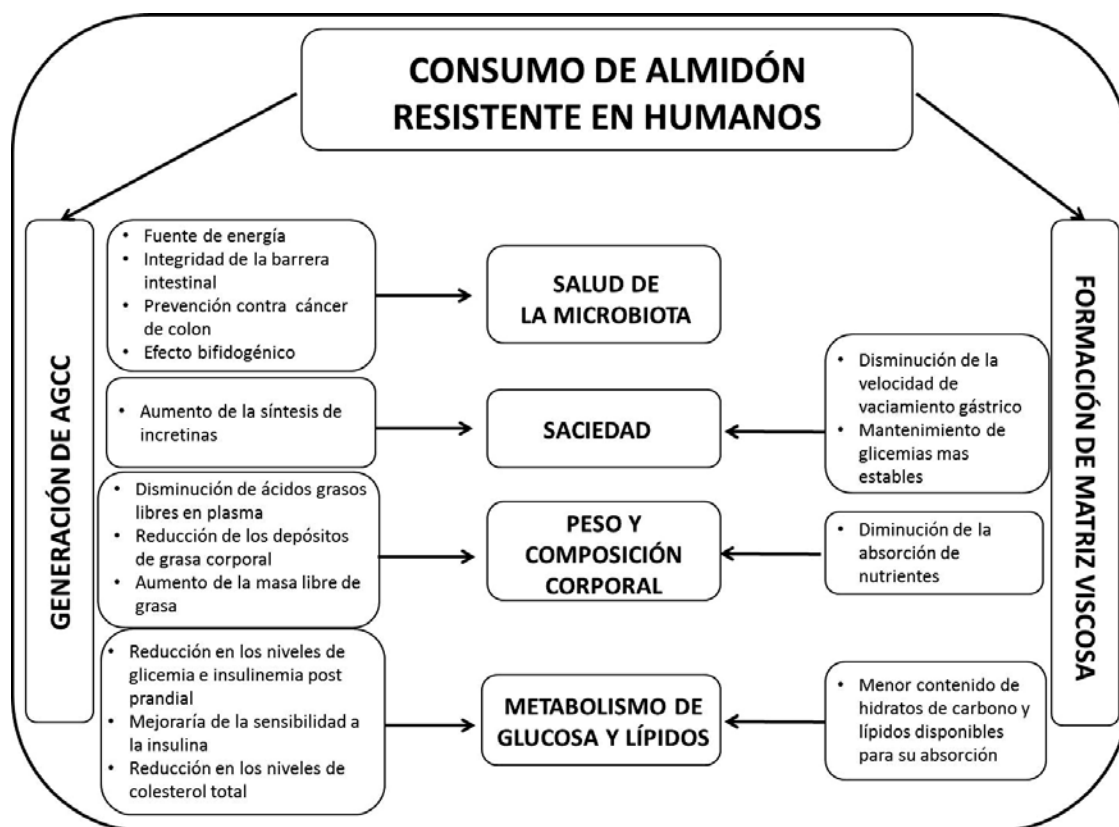 CONSUMO DE ALMIDÓN
RESISTENTE EN HUMANOS
GENERACIÓN DE AGCC
• Fuente de energía
• Integridad de la barrera
intestinal
• Prevención contra cáncer
de colon
• Efecto bifidogénico
SALUD DE
LA MICROBIOTA
• Aumento de la síntesis de
incretinas
SACIEDAD
• Disminución de la
velocidad de
vaciamiento gástrico
• Mantenimiento de
glicemias mas
estables
• Disminución de ácidos grasos
libres en plasma
• Reducción de los depósitos
de grasa corporal
• Aumento de la masa libre de
grasa
PESO Y
COMPOSICIÓN
CORPORAL
• Diminución de la
absorción de
nutrientes
• Reducción en los niveles de
glicemia e insulinemia post
prandial
• Mejoraría de la sensibilidad a
la insulina
• Reducción en los niveles de
colesterol total
METABOLISMO DE
GLUCOSA Y LÍPIDOS
• Menor contenido de
hidratos de carbono y
lípidos disponibles
para su absorción
FORMACIÓN DE MATRIZ VISCOSA